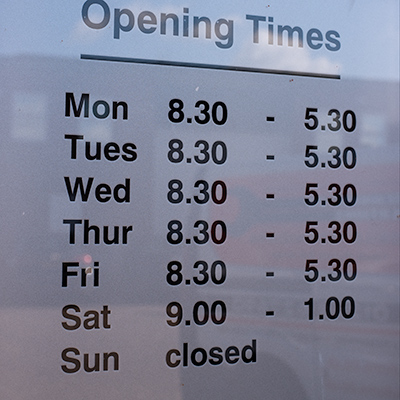 Opening Times
Mon 8.30 - 5.30
Tues 8.30 - 5.30
Wed 8.30 - 5.30
Thur 8.30 - 5.30
Fri 8.30 - 5.30
Sat 9.00 - 1.00
Sun closed